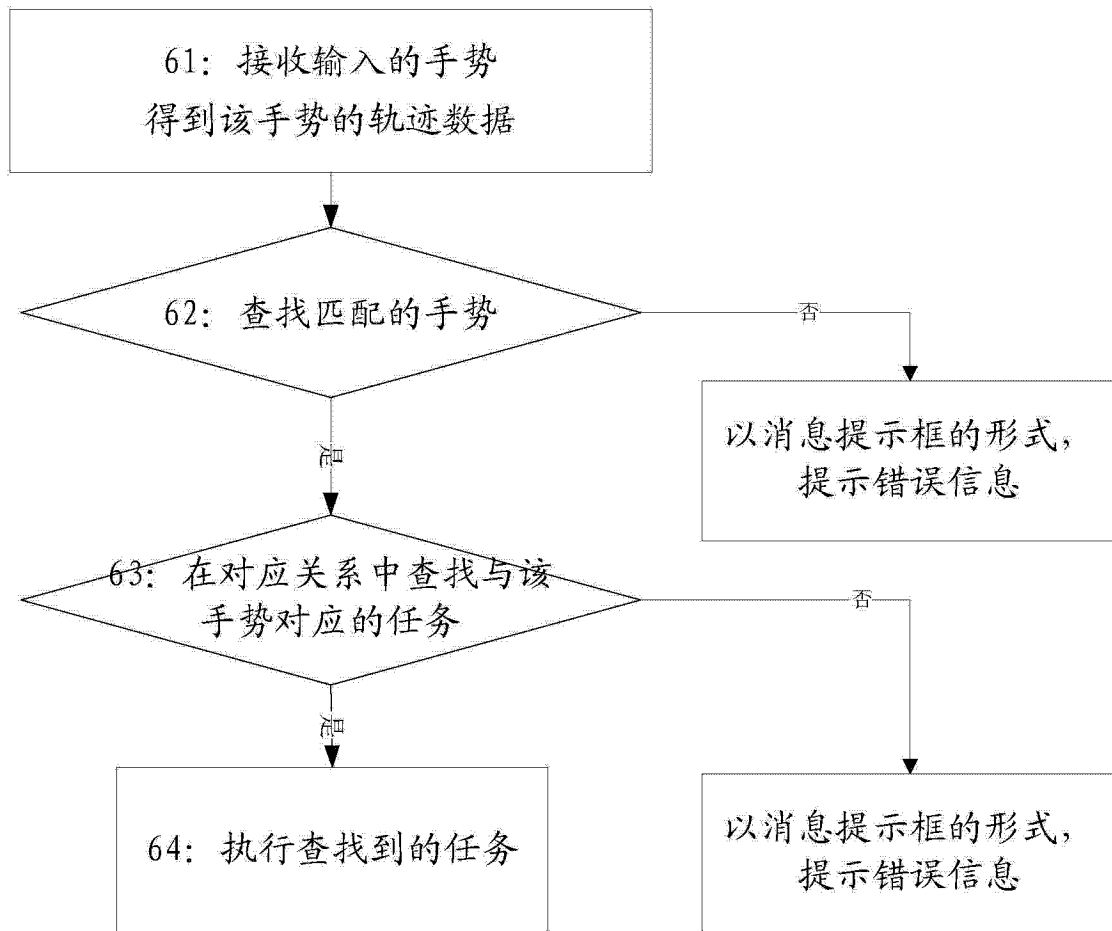 61：接收输入的手势
得到该手势的轨迹数据
62：查找匹配的手势
否
以消息提示框的形式，
提示错误信息
是
63：在对应关系中查找与该
手势对应的任务
否
是
64：执行查找到的任务
以消息提示框的形式，
提示错误信息